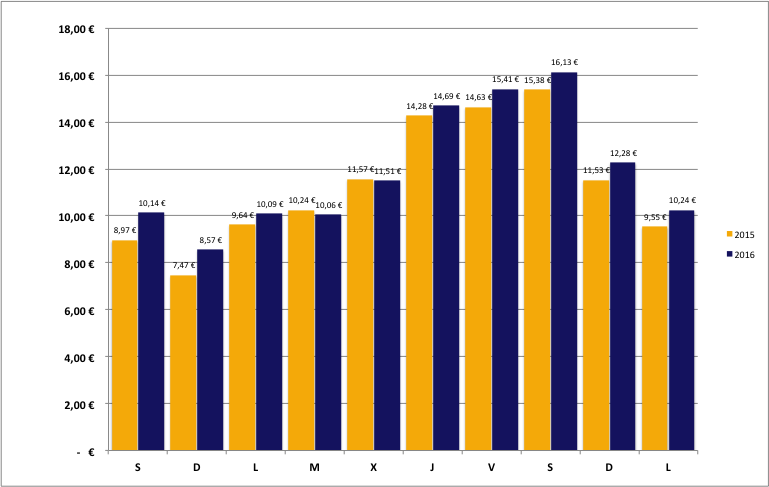 18,00 €
16,00 €
14,00 €
12,00 €
10,00 €
8,00 €
6,00 €
4,00 €
2,00 €
- €
8,97 € 10,14 €
7,47 € 8,57 €
9,64 € 10,09 €
10,24 € 10,06 €
11,57 € 11,51 €
14,28 € 14,69 €
14,63 € 15,41 €
15,38 € 16,13 €
11,53 € 12,28 €
9,55 € 10,24 €
S D L M X J V S D L
2015
2016